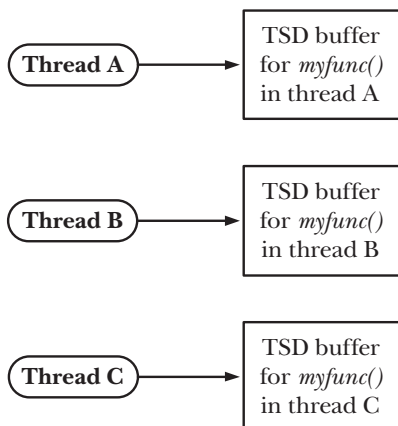 Thread A
TSD buffer
for myfunc()
in thread A
Thread B
TSD buffer
for myfunc()
in thread B
Thread C
TSD buffer
for myfunc()
in thread C